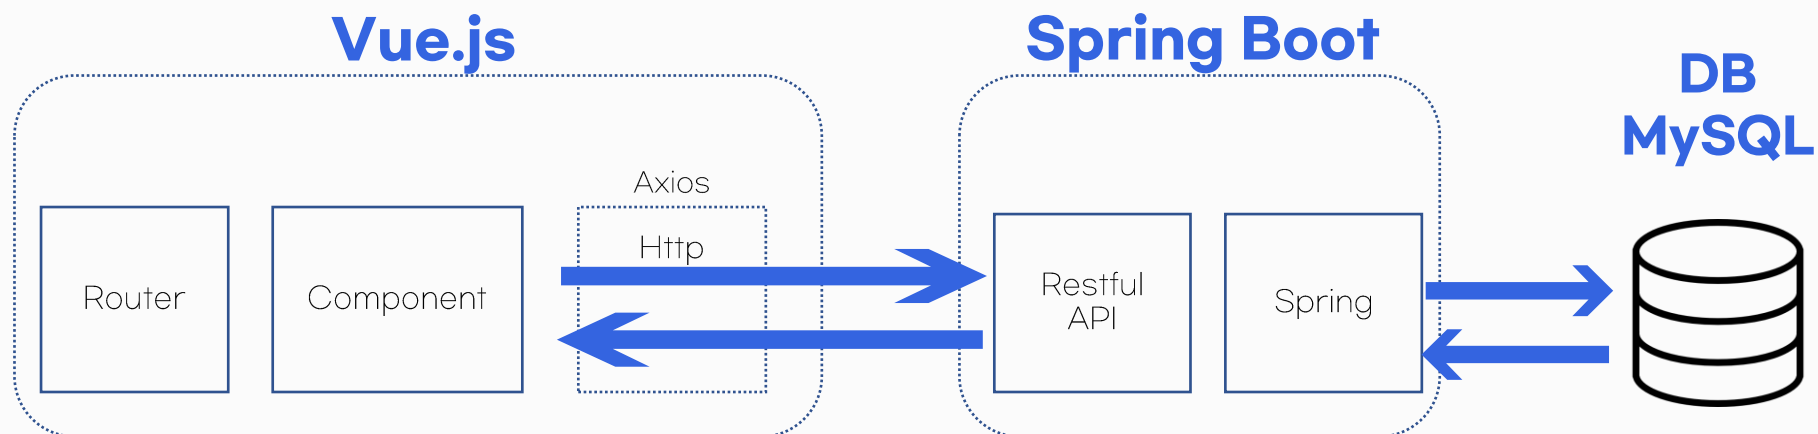 Vue.js
Spring Boot
DB
MySQL
Axios
Http
Router
Component
Restful
API
Spring